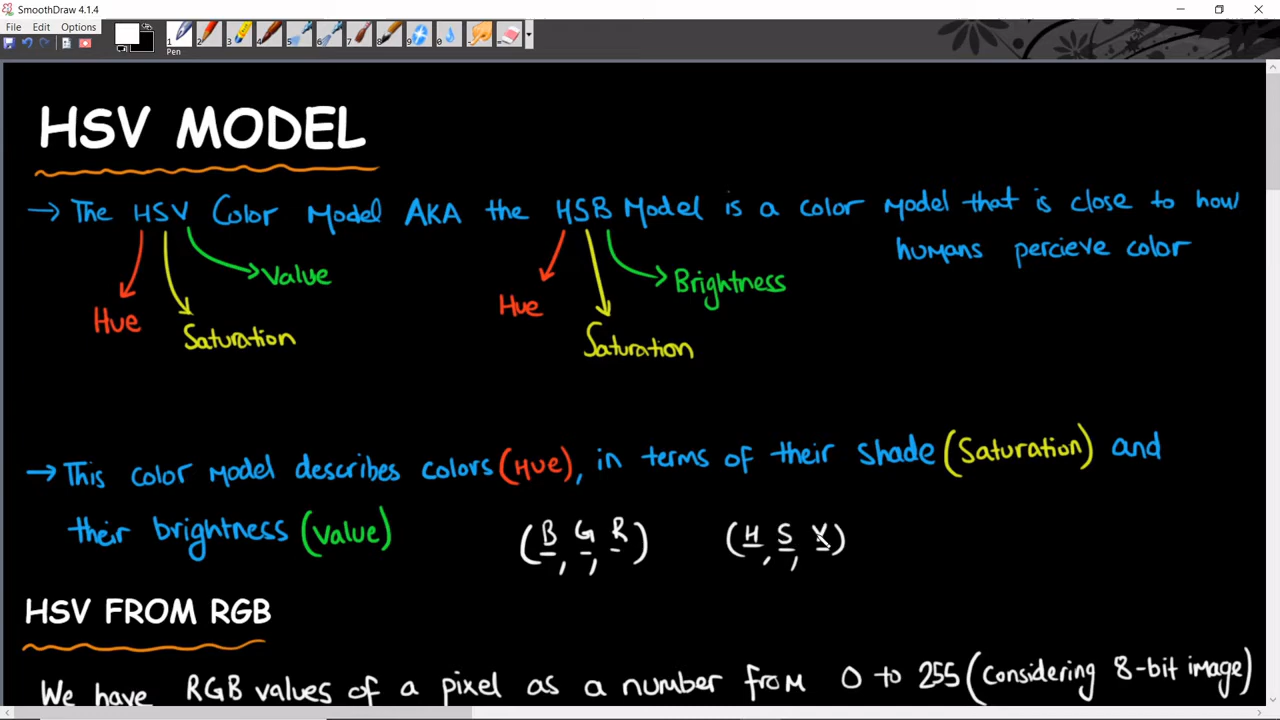 SmoothDraw 4.1.4
File Edit Options
Pen
HSV MODEL
→ The HSV Color Model AKA the HSB Model is a color model that is close to how
humans percieve color
Value
Brightness
Hue
Hue
Saturation
Saturation
→ This color model describes colors (Hue), in terms of their shade (Saturation) and
their brightness (Value)
(B, G, R) (H, S, V)
HSV FROM RGB
We have RGB values of a pixel as a number from 0 to 255 (Considering 8-bit image)